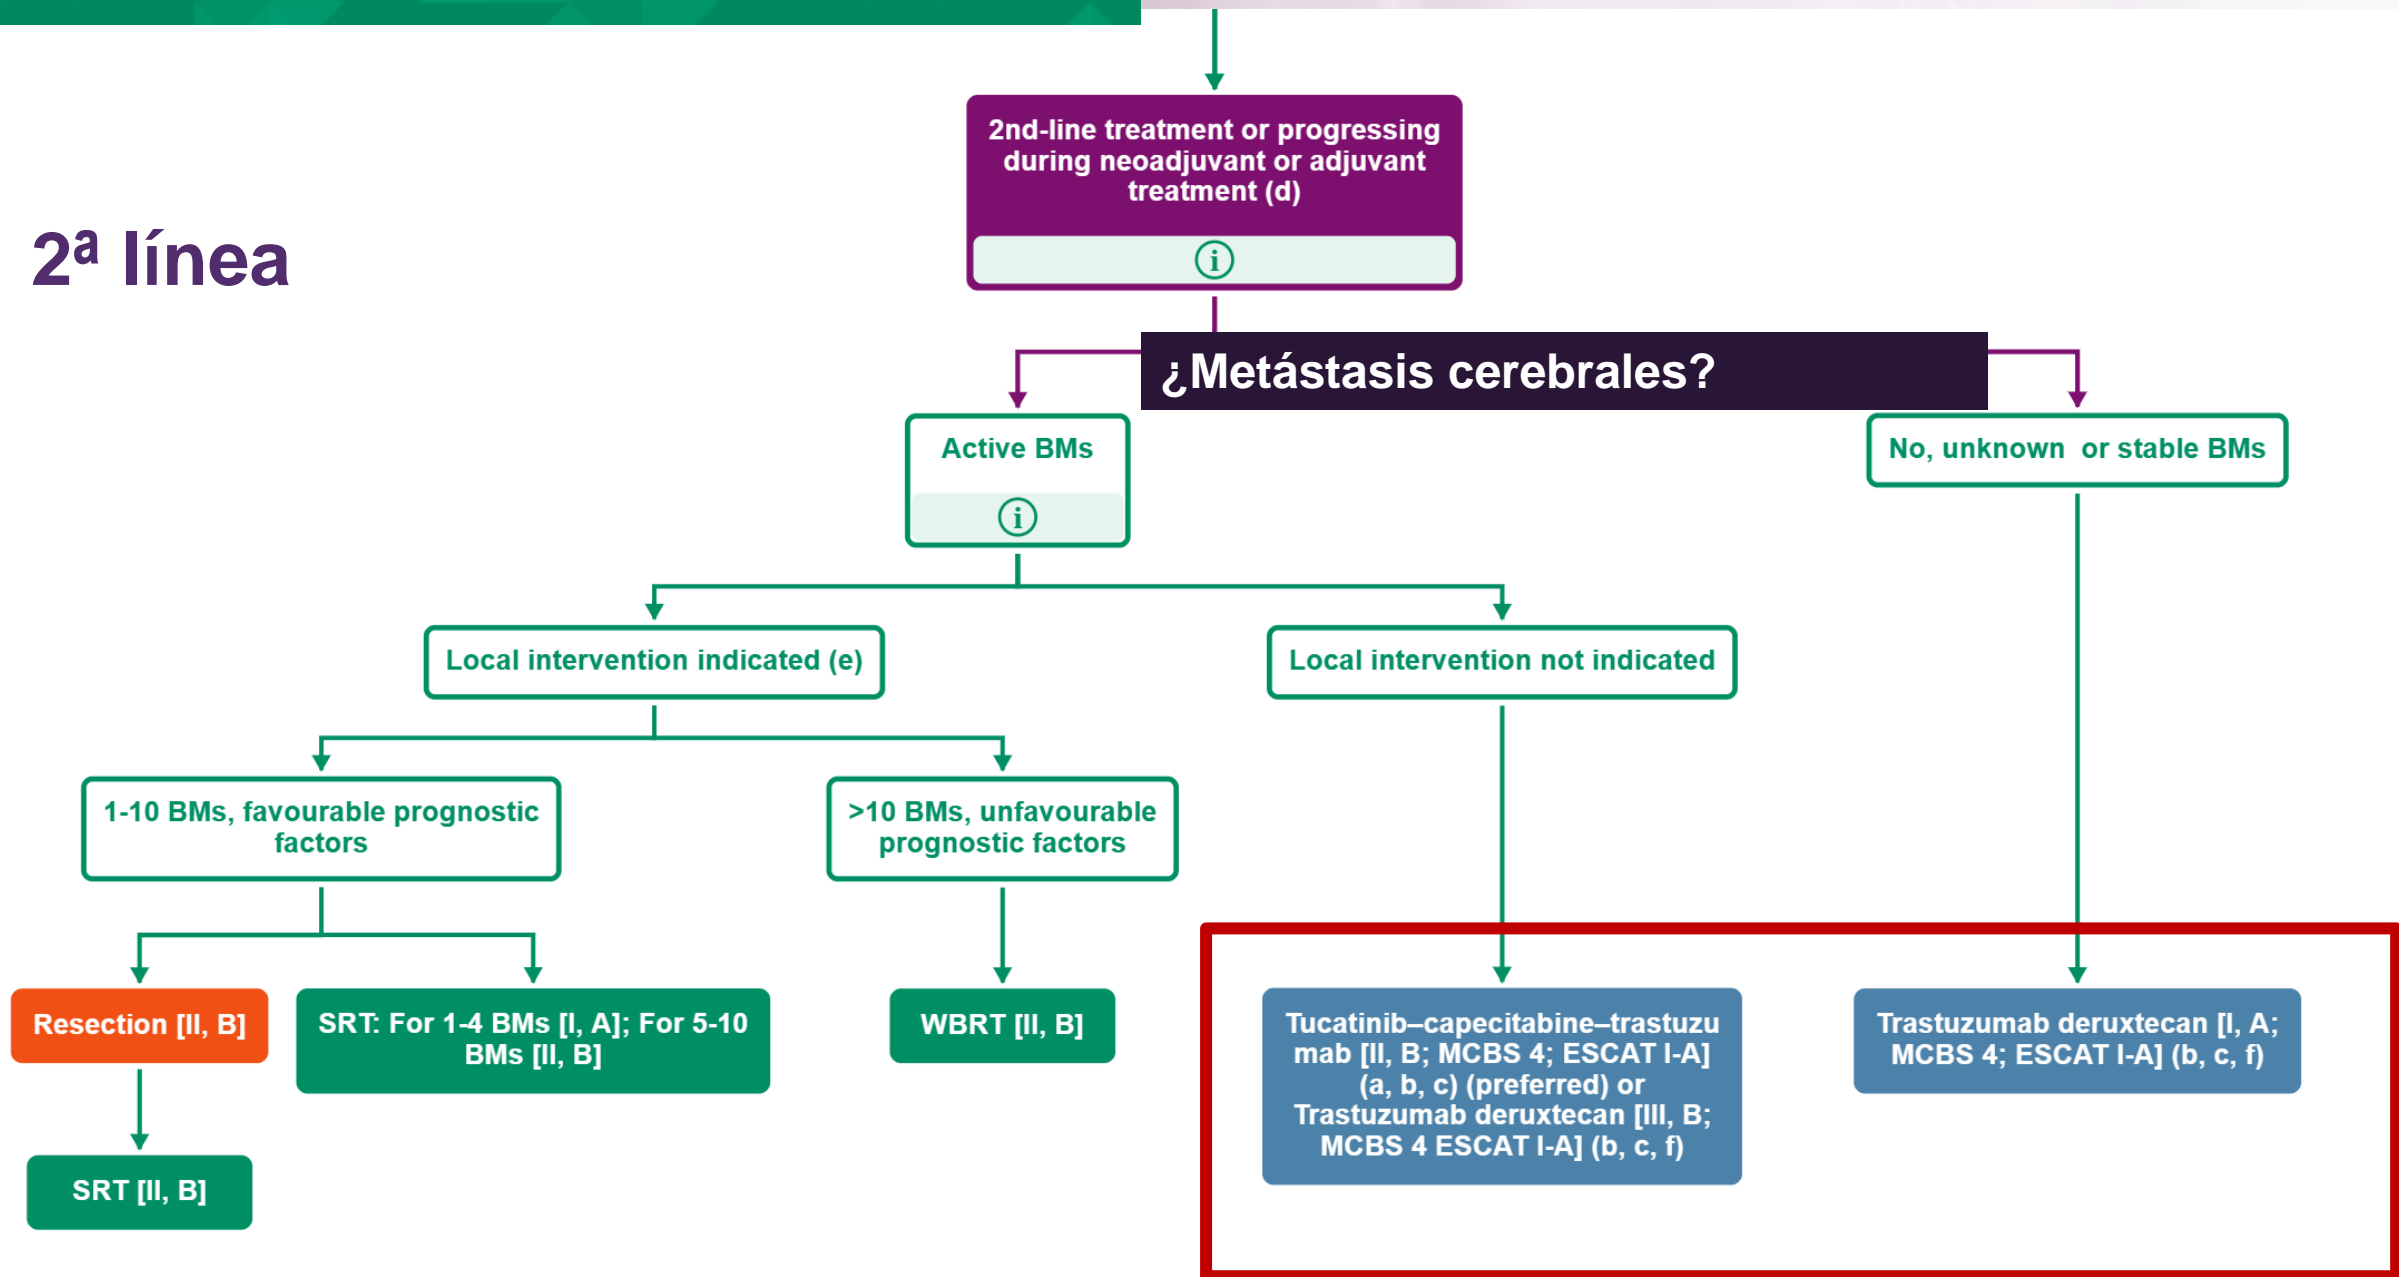 2nd-line treatment or progressing
during neoadjuvant or adjuvant
treatment (d)
i
2ª línea
¿Metástasis cerebrales?
Active BMs
i
No, unknown or stable BMs
Local intervention indicated (e)
Local intervention not indicated
1-10 BMs, favourable prognostic
factors
>10 BMs, unfavourable
prognostic factors
Resection [II, B]
SRT: For 1-4 BMs [I, A]; For 5-10
BMs [II, B]
WBRT [II, B]
Tucatinib–capecitabine–trastuzu
mab [II, B; MCBS 4; ESCAT I-A]
(a, b, c) (preferred) or
Trastuzumab deruxtecan [III, B;
MCBS 4 ESCAT I-A] (b, c, f)
Trastuzumab deruxtecan [I, A;
MCBS 4; ESCAT I-A] (b, c, f)
SRT [II, B]